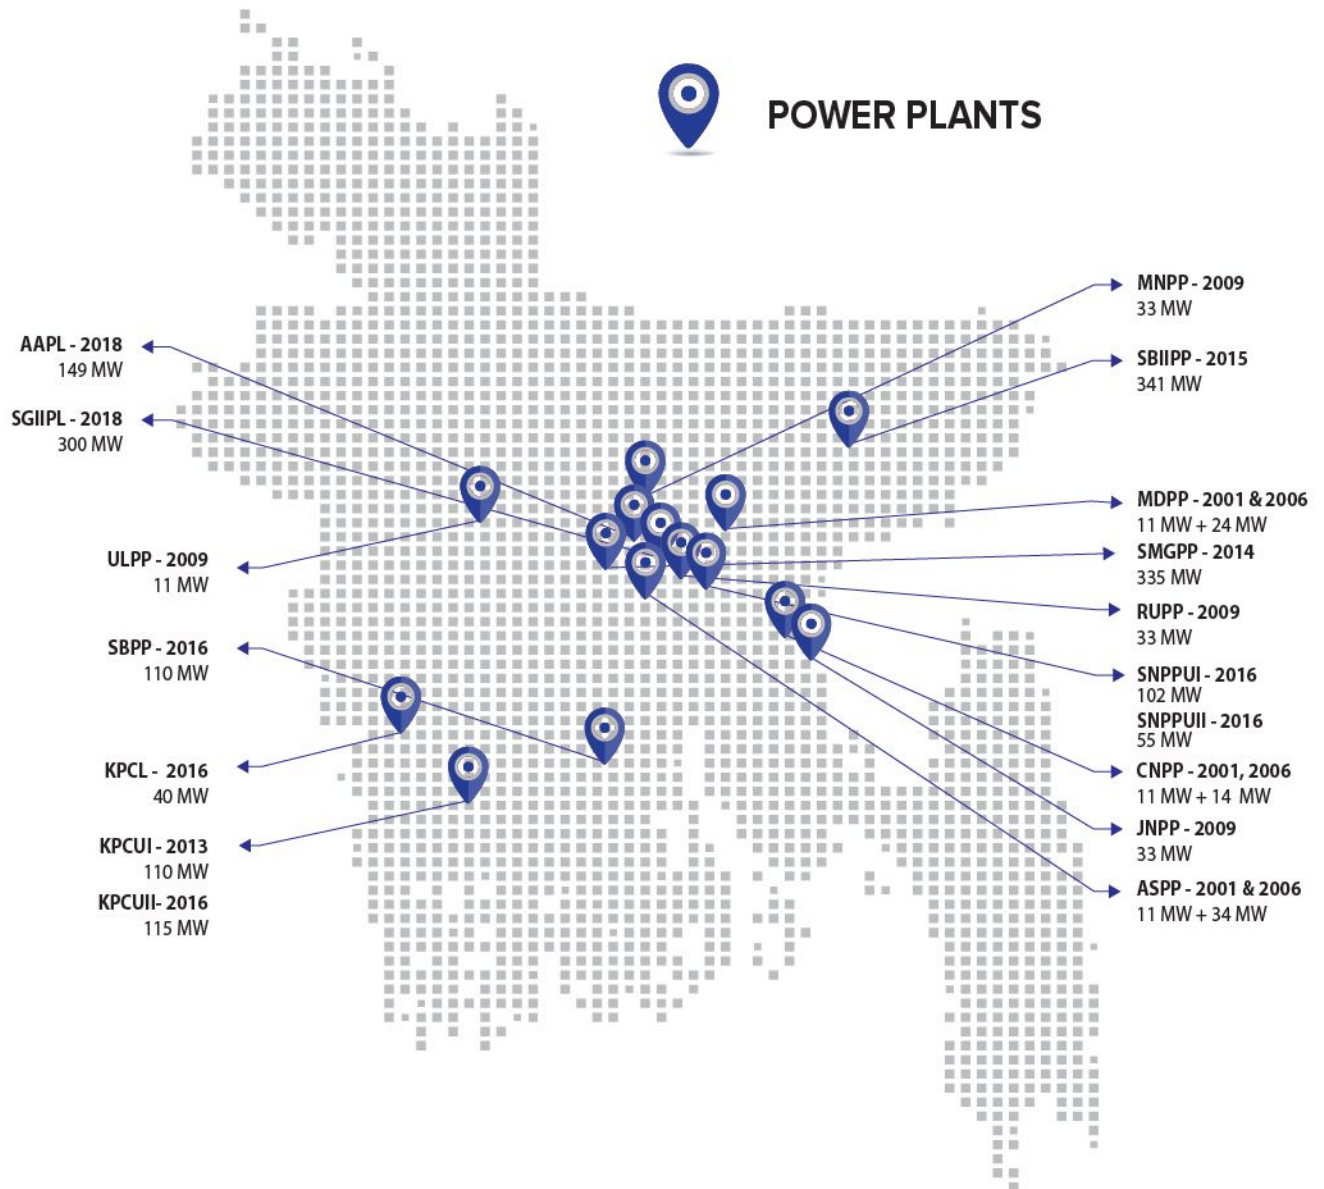 POWER PLANTS
AAPL - 2018
149 MW
SGIIPL - 2018
300 MW
ULPP - 2009
11 MW
SBPP - 2016
110 MW
KPCL - 2016
40 MW
KPCUI - 2013
110 MW
KPCUII- 2016
115 MW
MNPP - 2009
33 MW
SBIIPP - 2015
341 MW
MDPP - 2001 & 2006
11 MW + 24 MW
SMGPP - 2014
335 MW
RUPP - 2009
33 MW
SNPPUI - 2016
102 MW
SNPPUII - 2016
55 MW
CNPP - 2001, 2006
11 MW + 14 MW
JNPP - 2009
33 MW
ASPP - 2001 & 2006
11 MW + 34 MW